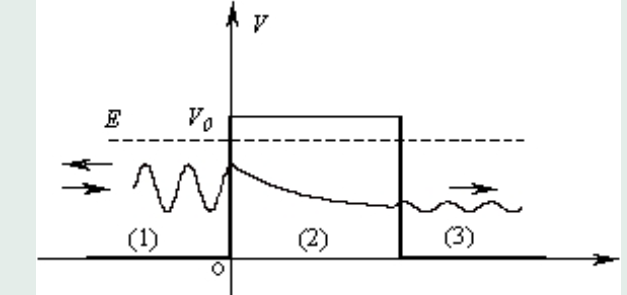 V
E V₀
(1) (2) (3)
o